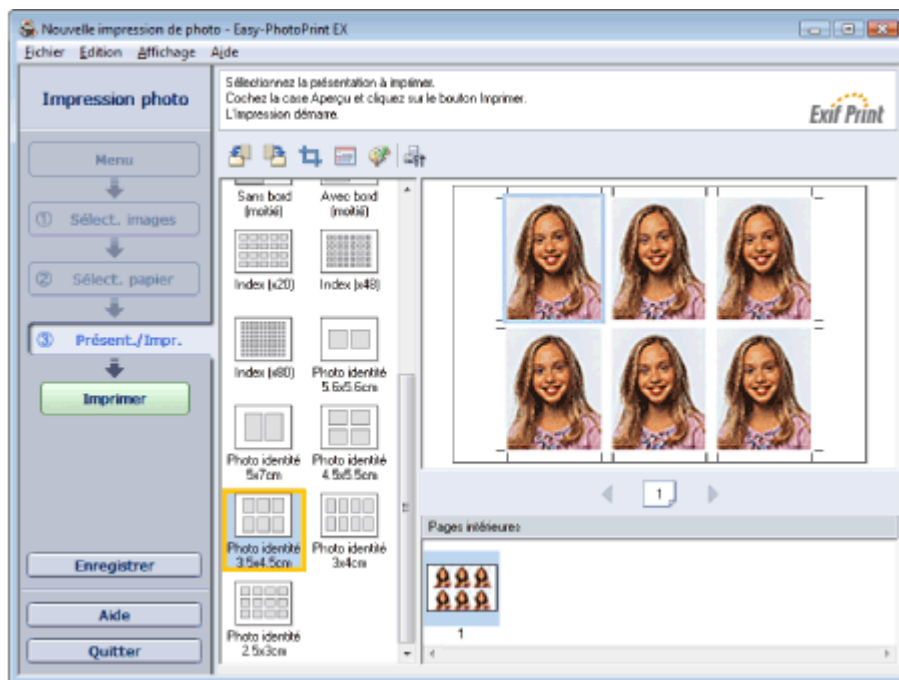 Nouvelle impression de photo - Easy-PhotoPrint EX
Fichier Edition Affichage Aide
Impression photo
Sélectionnez la présentation à imprimer.
Cochez la case Aperçu et cliquez sur le bouton Imprimer.
L'impression démarre.
Exif Print
Menu
① Sélect. images
② Sélect. papier
③ Présent./Impr.
Imprimer
Enregistrer
Aide
Quitter
Sans bord (moitié)
Avec bord (moitié)
Index (x20)
Index (x48)
Index (x80)
Photo identité 5.6x5.6cm
Photo identité 5x7cm
Photo identité 4.5x5.5cm
Photo identité 3.5x4.5cm
Photo identité 3x4cm
Photo identité 2.5x3cm
1
Pages intérieures
1